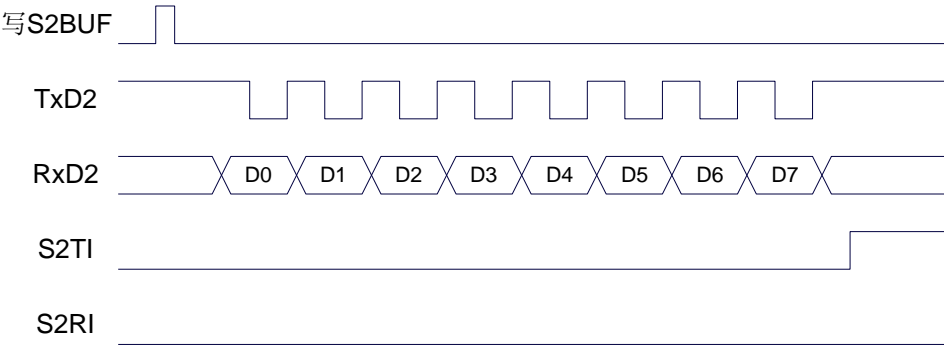 写S2BUF
TxD2
RxD2 D0 D1 D2 D3 D4 D5 D6 D7
S2TI
S2RI